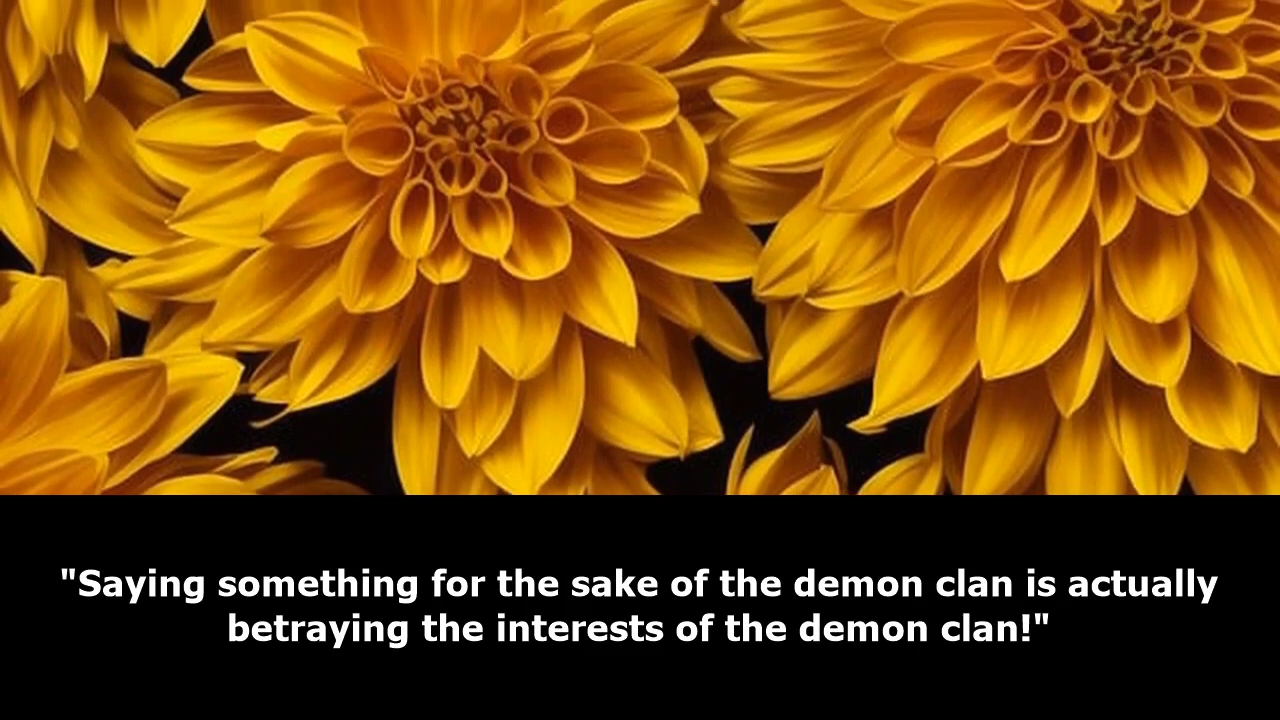 "Saying something for the sake of the demon clan is actually
betraying the interests of the demon clan!"